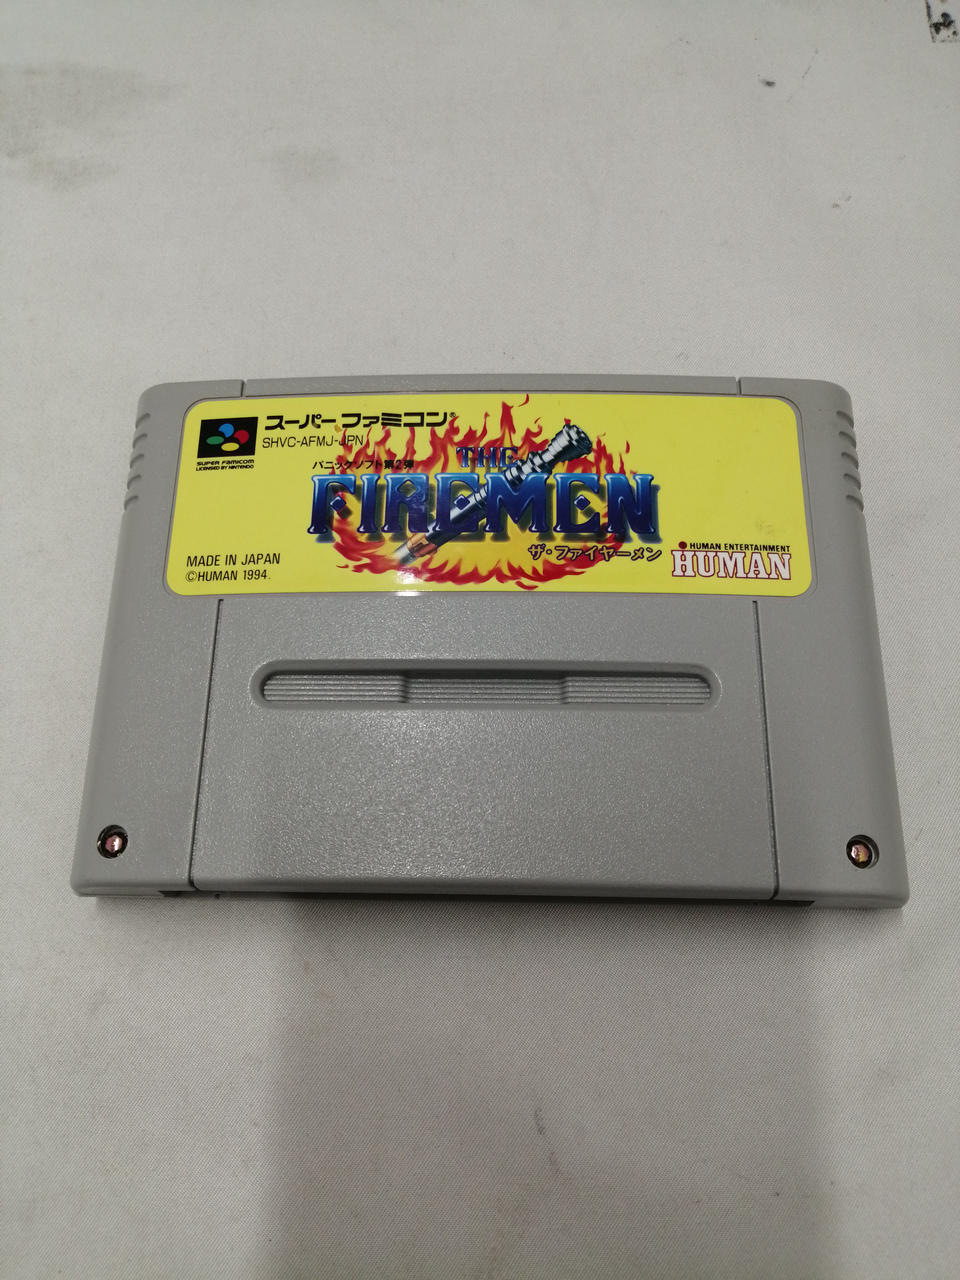 スーパーファミコン®
SHVC-AFMJ-JPN
SUPER FAMICOM
LICENSED BY NINTENDO
パニックソフト第2弾
THE
FIREMEN
ザ・ファイヤーメン
MADE IN JAPAN
©HUMAN 1994.
HUMAN ENTERTAINMENT
HUMAN